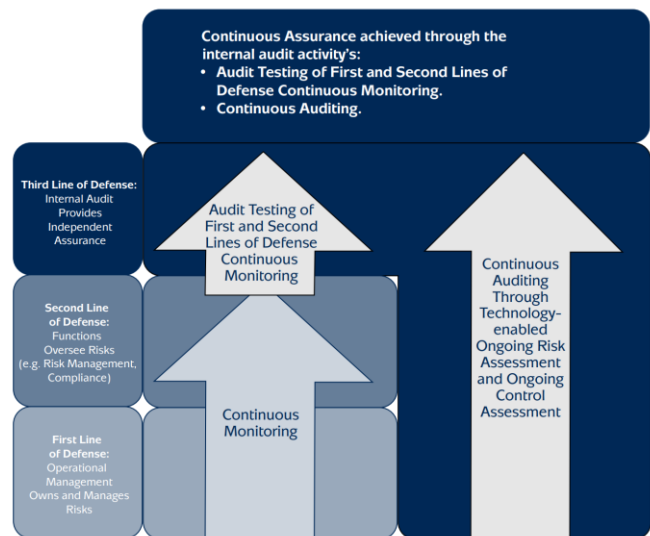 Continuous Assurance achieved through the
internal audit activity's:
• Audit Testing of First and Second Lines of
Defense Continuous Monitoring.
• Continuous Auditing.
Third Line of Defense:
Internal Audit
Provides
Independent
Assurance
Audit Testing of
First and Second
Lines of Defense
Continuous
Monitoring
Continuous
Auditing
Through
Technology-
enabled
Ongoing Risk
Assessment
and Ongoing
Control
Assessment
Second Line
of Defense:
Functions
Oversee Risks
(e.g. Risk Management,
Compliance)
Continuous
Monitoring
First Line
of Defense:
Operational
Management
Owns and Manages
Risks